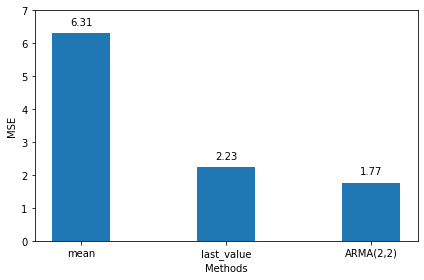 7
6
5
4
3
2
1
0
MSE
6.31
2.23
1.77
mean
last_value
ARMA(2,2)
Methods